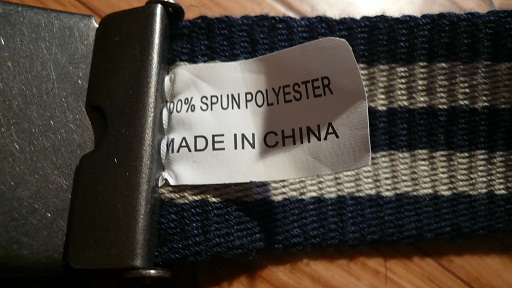 00% SPUN POLYESTER
MADE IN CHINA